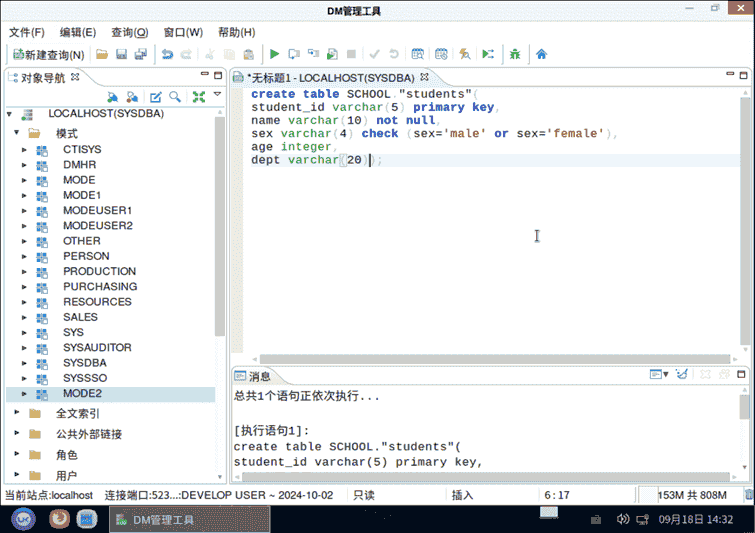 DM管理工具
文件(F) 编辑(E) 查询(Q) 窗口(W) 帮助(H)
新建查询(N)
对象导航
*无标题1 - LOCALHOST(SYSDBA)
LOCALHOST(SYSDBA)
模式
CTISYS
DMHR
MODE
MODE1
MODEUSER1
MODEUSER2
OTHER
PERSON
PRODUCTION
PURCHASING
RESOURCES
SALES
SYS
SYSAUDITOR
SYSDBA
SYSSSO
MODE2
全文索引
公共外部链接
角色
用户
create table SCHOOL."students"(
student_id varchar(5) primary key,
name varchar(10) not null,
sex varchar(4) check (sex='male' or sex='female'),
age integer,
dept varchar(20));
消息
总共1个语句正依次执行...
[执行语句1]:
create table SCHOOL."students"(
student_id varchar(5) primary key,
当前站点:localhost 连接端口:523...:DEVELOP USER ~ 2024-10-02 只读 插入 6:17 153M 共 808M
DM管理工具 09月18日 14:32